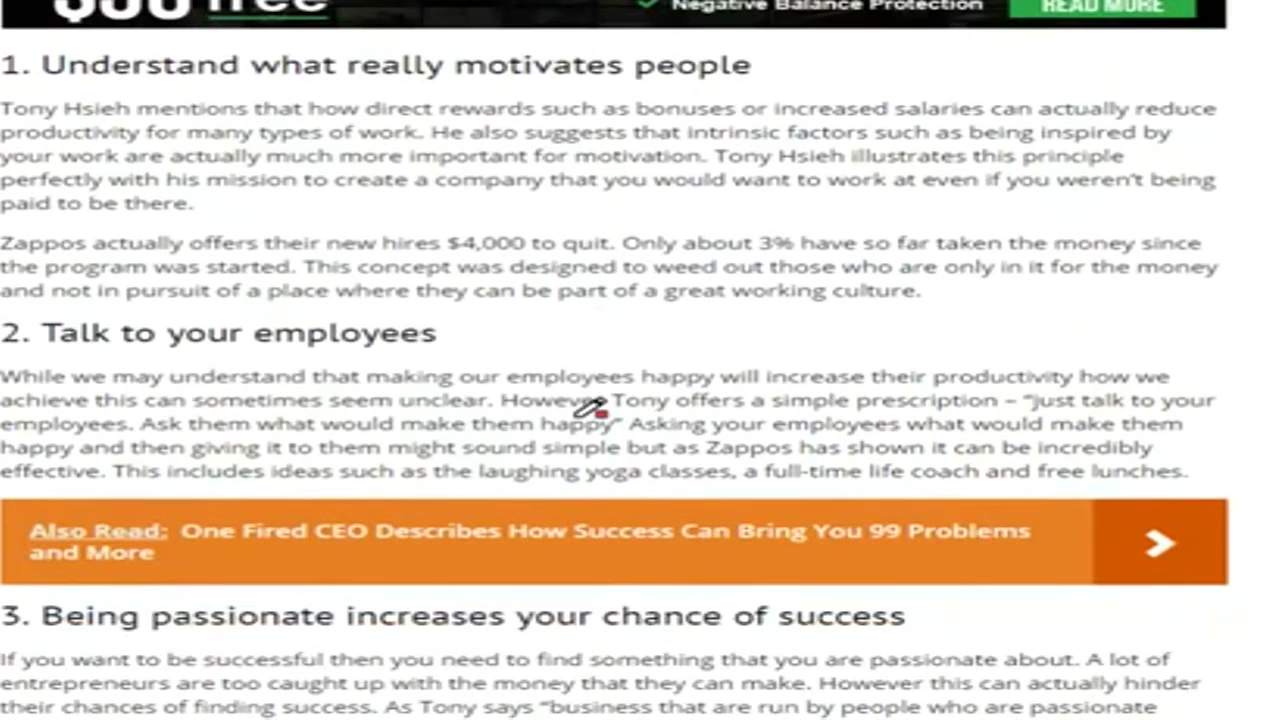 free
Negative Balance Protection
READ MORE
1. Understand what really motivates people
Tony Hsieh mentions that how direct rewards such as bonuses or increased salaries can actually reduce
productivity for many types of work. He also suggests that intrinsic factors such as being inspired by
your work are actually much more important for motivation. Tony Hsieh illustrates this principle
perfectly with his mission to create a company that you would want to work at even if you weren't being
paid to be there.
Zappos actually offers their new hires $4,000 to quit. Only about 3% have so far taken the money since
the program was started. This concept was designed to weed out those who are only in it for the money
and not in pursuit of a place where they can be part of a great working culture.
2. Talk to your employees
While we may understand that making our employees happy will increase their productivity how we
achieve this can sometimes seem unclear. However Tony offers a simple prescription – “just talk to your
employees. Ask them what would make them happy” Asking your employees what would make them
happy and then giving it to them might sound simple but as Zappos has shown it can be incredibly
effective. This includes ideas such as the laughing yoga classes, a full-time life coach and free lunches.
Also Read: One Fired CEO Describes How Success Can Bring You 99 Problems
and More
3. Being passionate increases your chance of success
If you want to be successful then you need to find something that you are passionate about. A lot of
entrepreneurs are too caught up with the money that they can make. However this can actually hinder
their chances of finding success. As Tony says “business that are run by people who are passionate